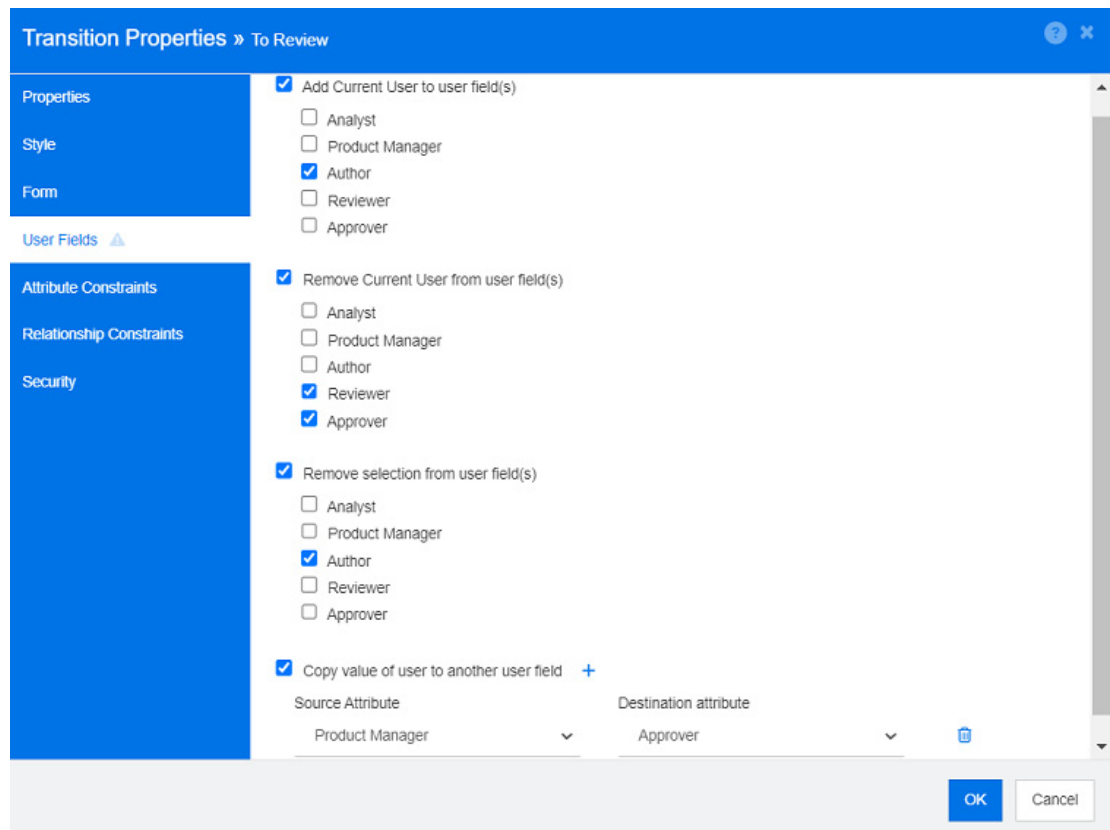 Transition Properties » To Review
Properties
Style
Form
User Fields
Attribute Constraints
Relationship Constraints
Security
Add Current User to user field(s)
Analyst
Product Manager
Author
Reviewer
Approver
Remove Current User from user field(s)
Analyst
Product Manager
Author
Reviewer
Approver
Remove selection from user field(s)
Analyst
Product Manager
Author
Reviewer
Approver
Copy value of user to another user field +
Source Attribute Destination attribute
Product Manager Approver
OK Cancel